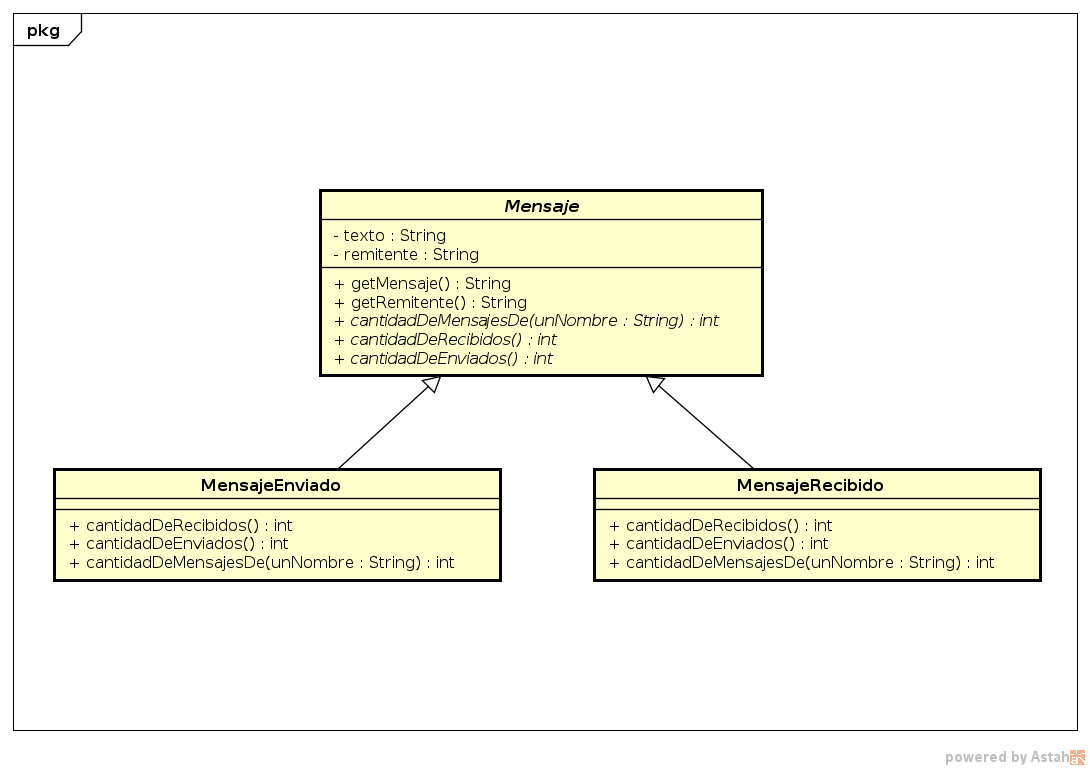 pkg
Mensaje
- texto : String
- remitente : String
+ getMensaje() : String
+ getRemitente() : String
+ cantidadDeMensajesDe(unNombre : String) : int
+ cantidadDeRecibidos() : int
+ cantidadDeEnviados() : int
MensajeEnviado
+ cantidadDeRecibidos() : int
+ cantidadDeEnviados() : int
+ cantidadDeMensajesDe(unNombre : String) : int
MensajeRecibido
+ cantidadDeRecibidos() : int
+ cantidadDeEnviados() : int
+ cantidadDeMensajesDe(unNombre : String) : int
powered by Astah